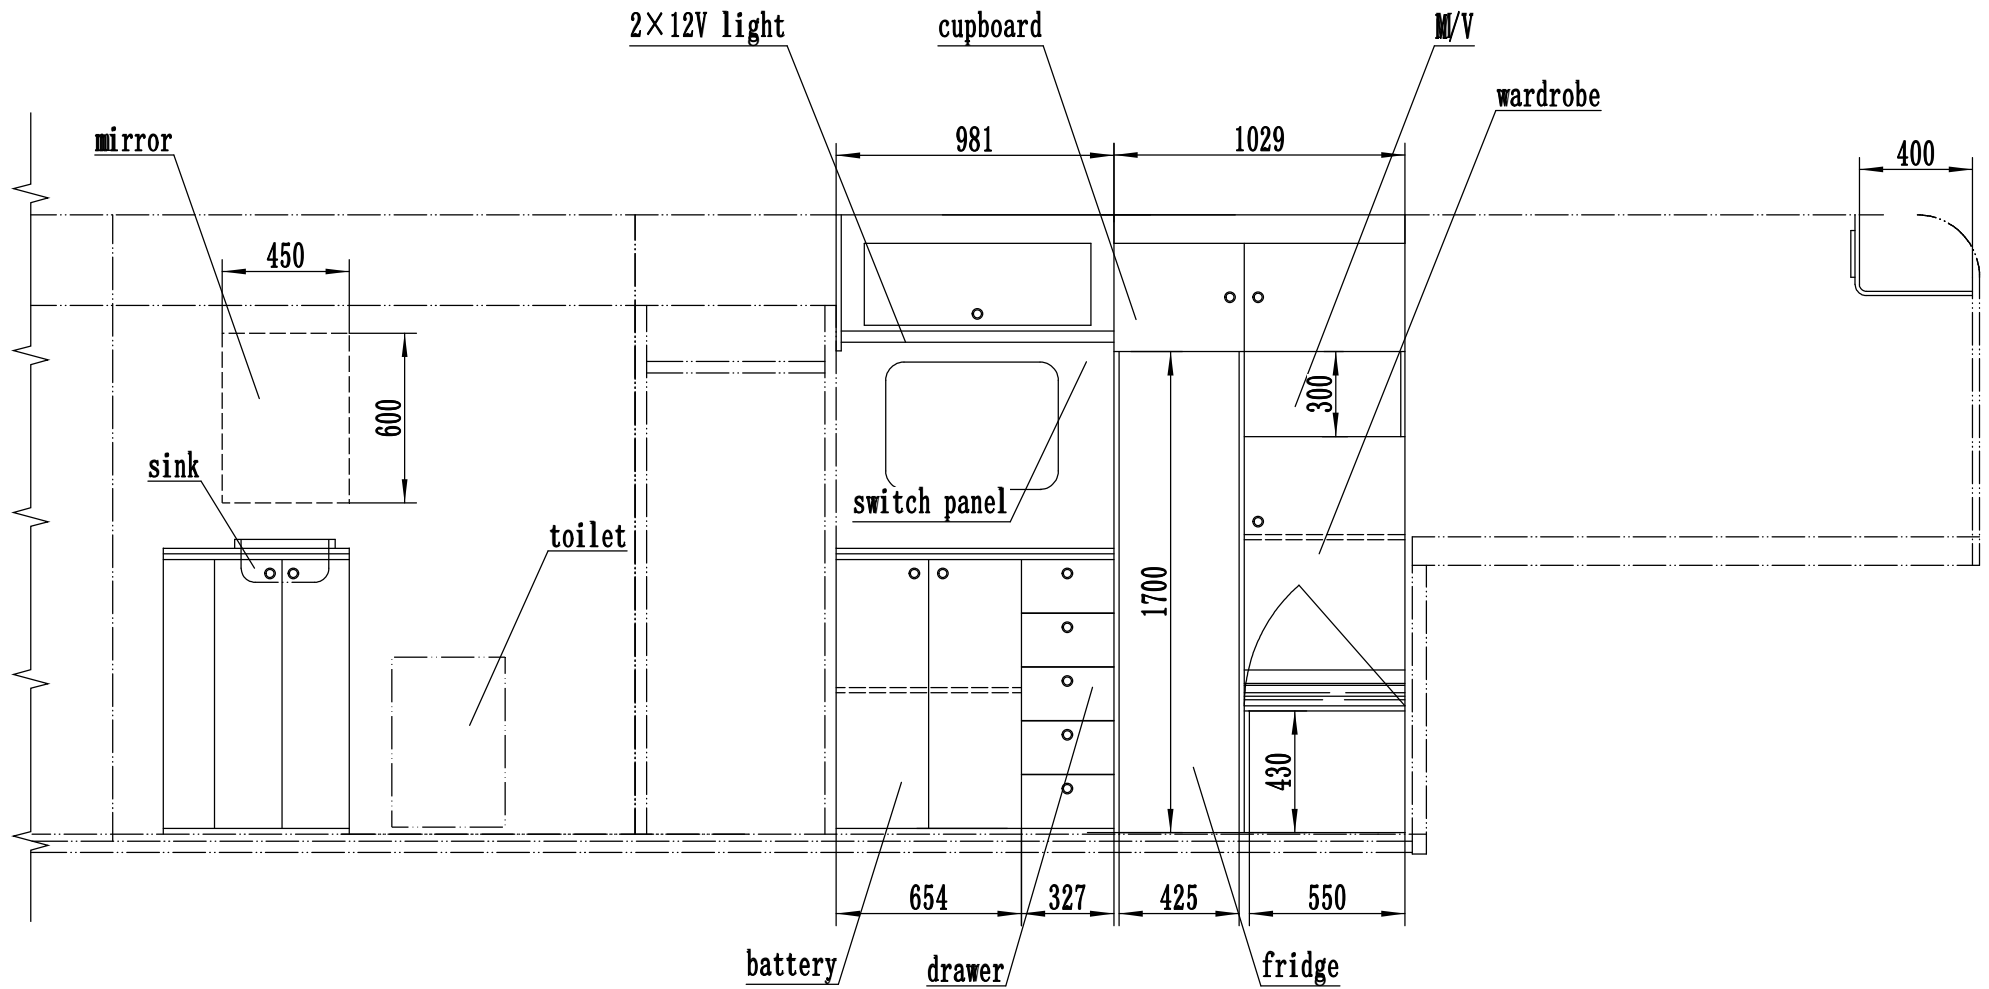 2×12V light
cupboard
M/V
wardrobe
mirror
981
1029
400
450
600
300
sink
switch panel
toilet
1700
430
654
327
425
550
battery
drawer
fridge